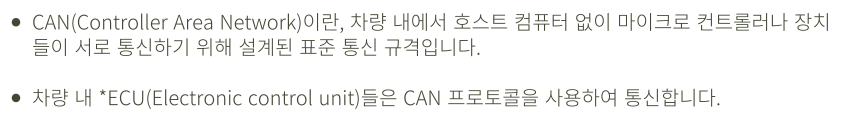 • CAN(Controller Area Network)이란, 차량 내에서 호스트 컴퓨터 없이 마이크로 컨트롤러나 장치
들이 서로 통신하기 위해 설계된 표준 통신 규격입니다.
• 차량 내 *ECU(Electronic control unit)들은 CAN 프로토콜을 사용하여 통신합니다.